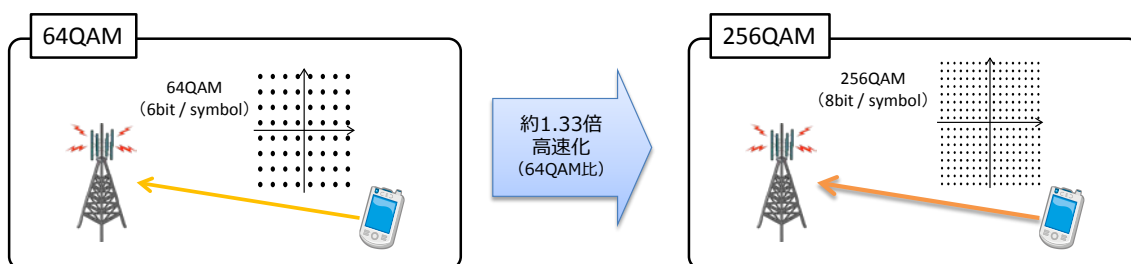 64QAM
64QAM
（6bit / symbol）
約1.33倍
高速化
（64QAM比）
256QAM
256QAM
（8bit / symbol）